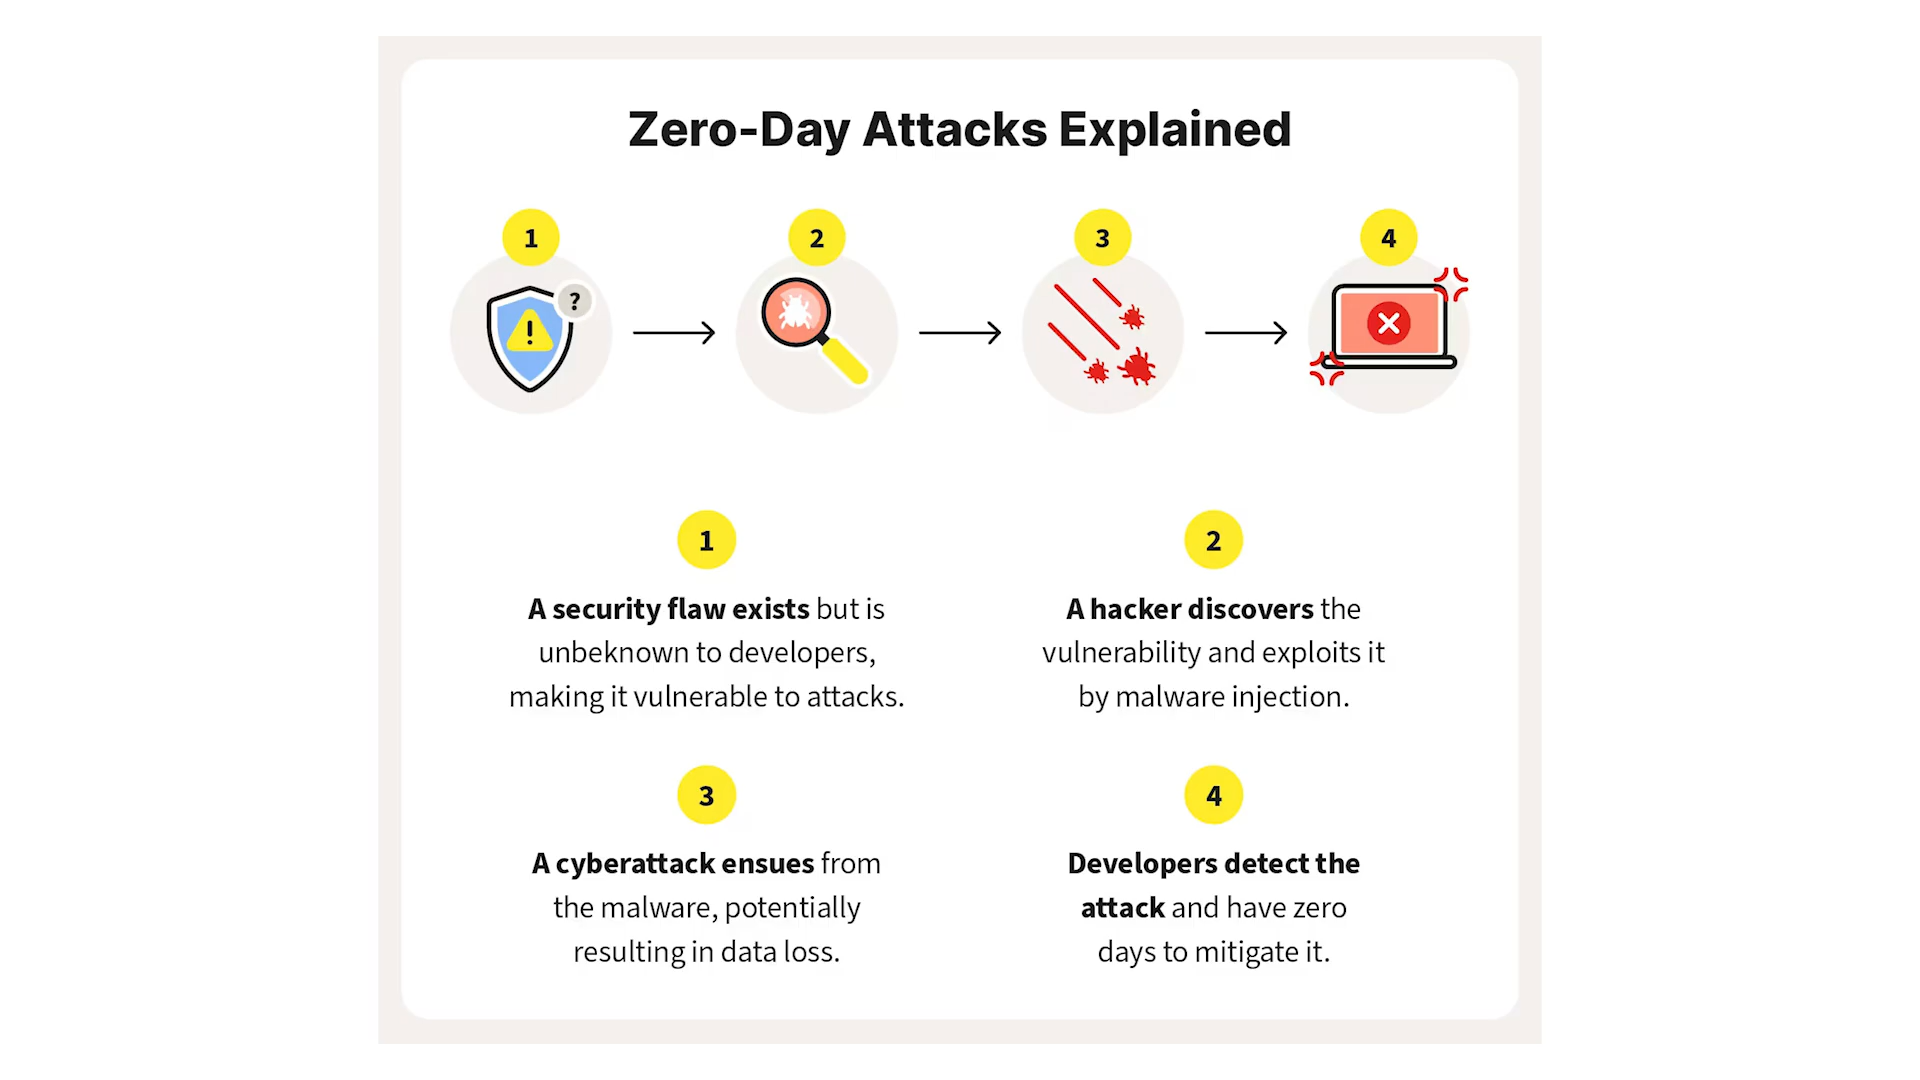 Zero-Day Attacks Explained
1
2
3
4
?
!
1
A security flaw exists but is
unbeknown to developers,
making it vulnerable to attacks.
2
A hacker discovers the
vulnerability and exploits it
by malware injection.
3
A cyberattack ensues from
the malware, potentially
resulting in data loss.
4
Developers detect the
attack and have zero
days to mitigate it.